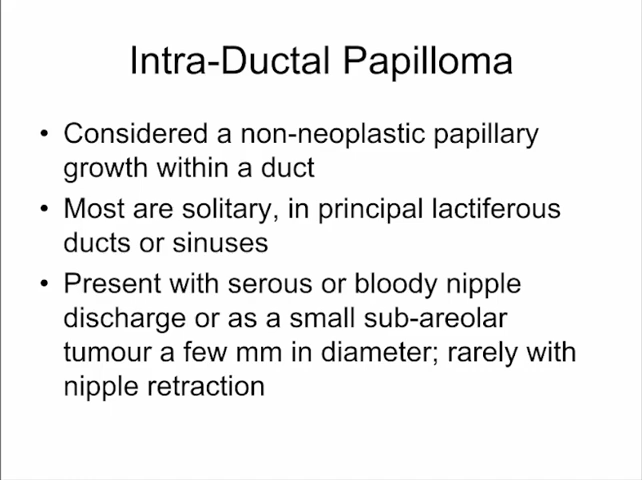 Intra-Ductal Papilloma
• Considered a non-neoplastic papillary
growth within a duct
• Most are solitary, in principal lactiferous
ducts or sinuses
• Present with serous or bloody nipple
discharge or as a small sub-areolar
tumour a few mm in diameter; rarely with
nipple retraction